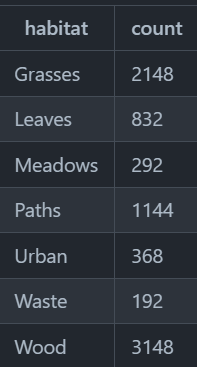 habitat count
Grasses 2148
Leaves 832
Meadows 292
Paths 1144
Urban 368
Waste 192
Wood 3148